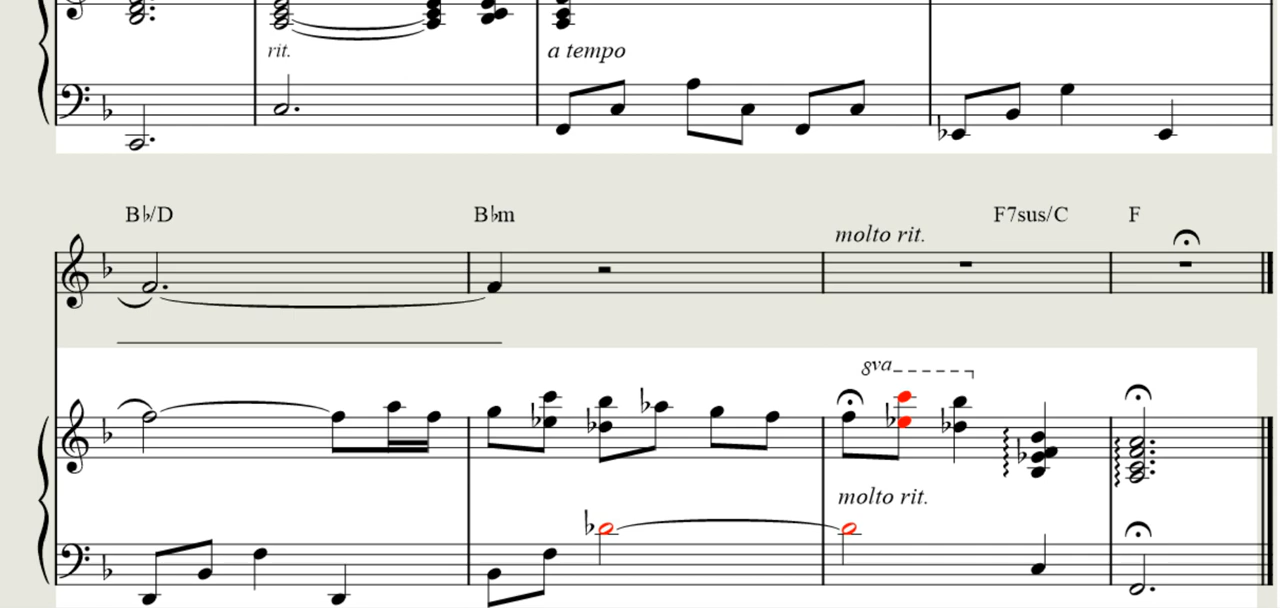 rit. a tempo
B♭/D B♭m F7sus/C F
molto rit.
8va
molto rit.